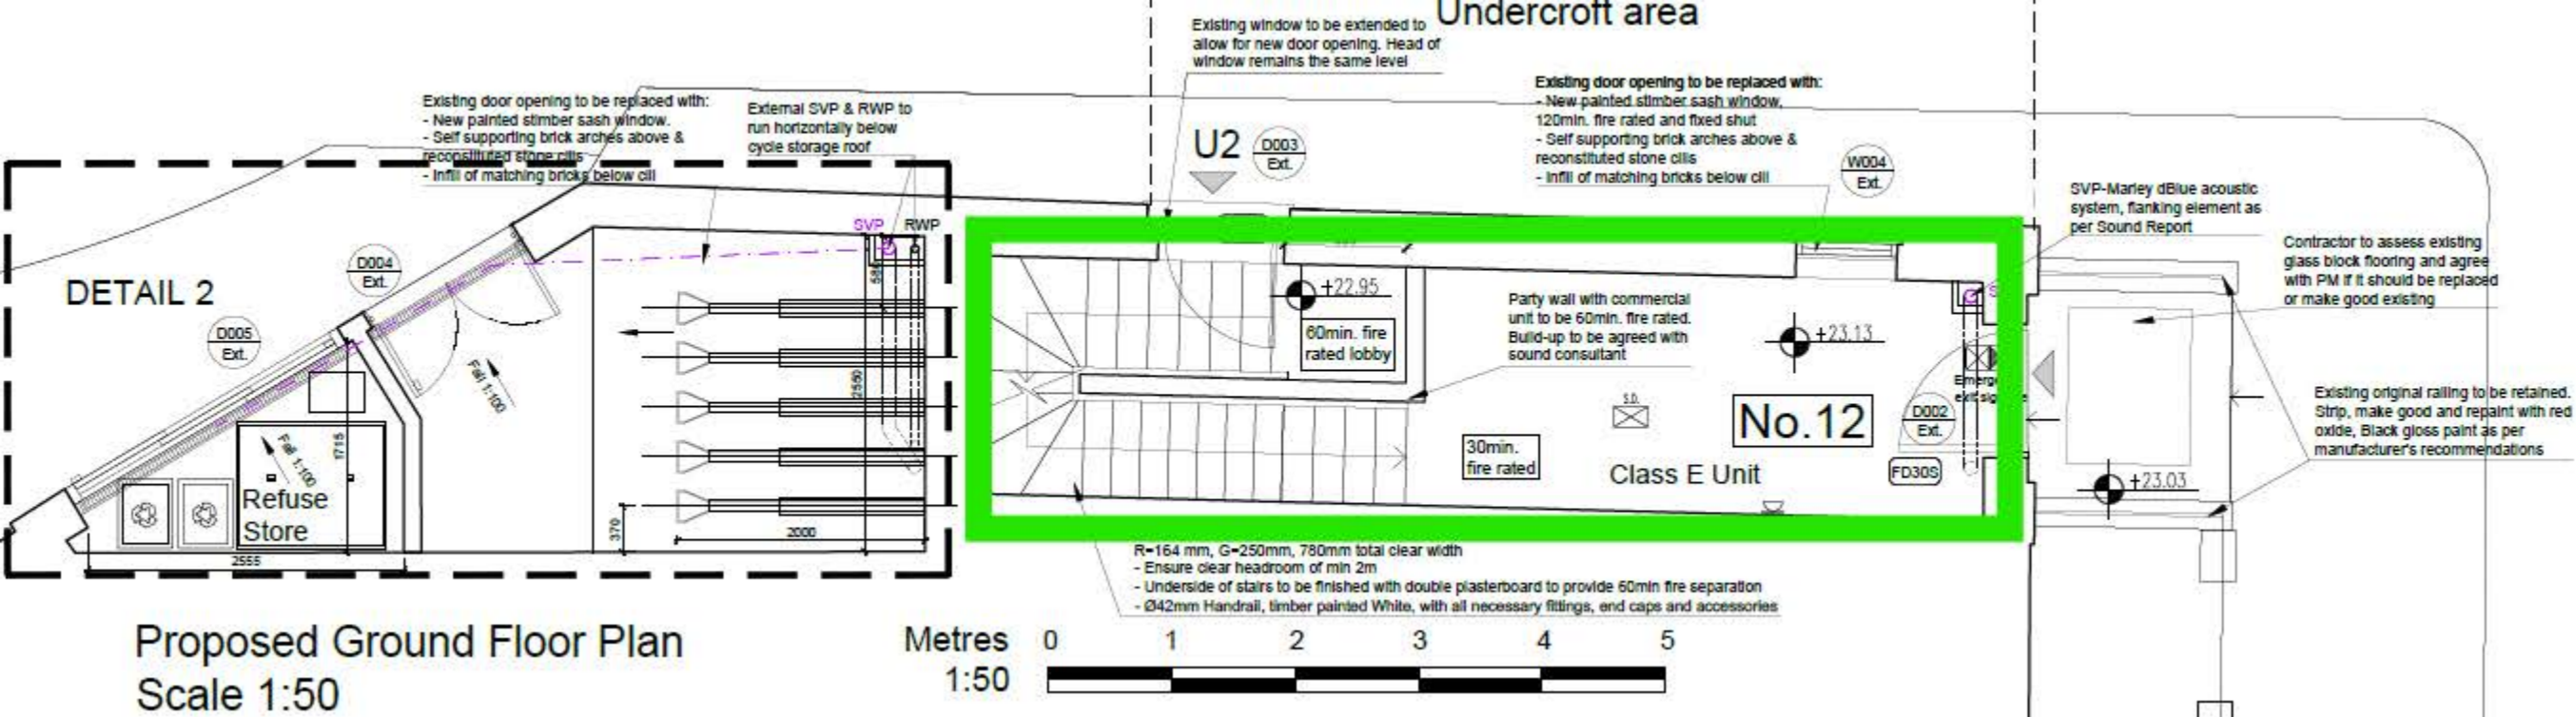 Undercroft area
Existing window to be extended to
allow for new door opening. Head of
window remains the same level
Existing door opening to be replaced with:
- New painted stimber sash window.
- Self supporting brick arches above &
reconstituted stone cills
- Infill of matching bricks below cill
External SVP & RWP to
run horizontally below
cycle storage roof
U2
D003
Ext.
Existing door opening to be replaced with:
- New painted stimber sash window,
120min. fire rated and fixed shut
- Self supporting brick arches above &
reconstituted stone cills
- Infill of matching bricks below cill
W004
Ext.
SVP-Marley dBlue acoustic
system, flanking element as
per Sound Report
Contractor to assess existing
glass block flooring and agree
with PM if it should be replaced
or make good existing
SVP
RWP
DETAIL 2
D004
Ext.
D005
Ext.
Fall 1:100
Fall 1:100
1715
Refuse
Store
2555
370
2000
2550
+22.95
60min. fire
rated lobby
Party wall with commercial
unit to be 60min. fire rated.
Build-up to be agreed with
sound consultant
+23.13
S.D.
No.12
30min.
fire rated
Class E Unit
D002
Ext.
FD30S
+23.03
Existing original railing to be retained.
Strip, make good and repaint with red
oxide, Black gloss paint as per
manufacturer's recommendations
R=164 mm, G=250mm, 780mm total clear width
- Ensure clear headroom of min 2m
- Underside of stairs to be finished with double plasterboard to provide 60min fire separation
- Ø42mm Handrail, timber painted White, with all necessary fittings, end caps and accessories
Proposed Ground Floor Plan
Scale 1:50
Metres 0 1 2 3 4 5
1:50